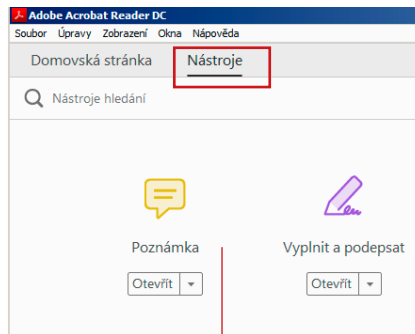 Adobe Acrobat Reader DC
Soubor Úpravy Zobrazení Okna Nápověda
Domovská stránka Nástroje
Nástroje hledání
Poznámka Vyplnit a podepsat
Otevřít Otevřít